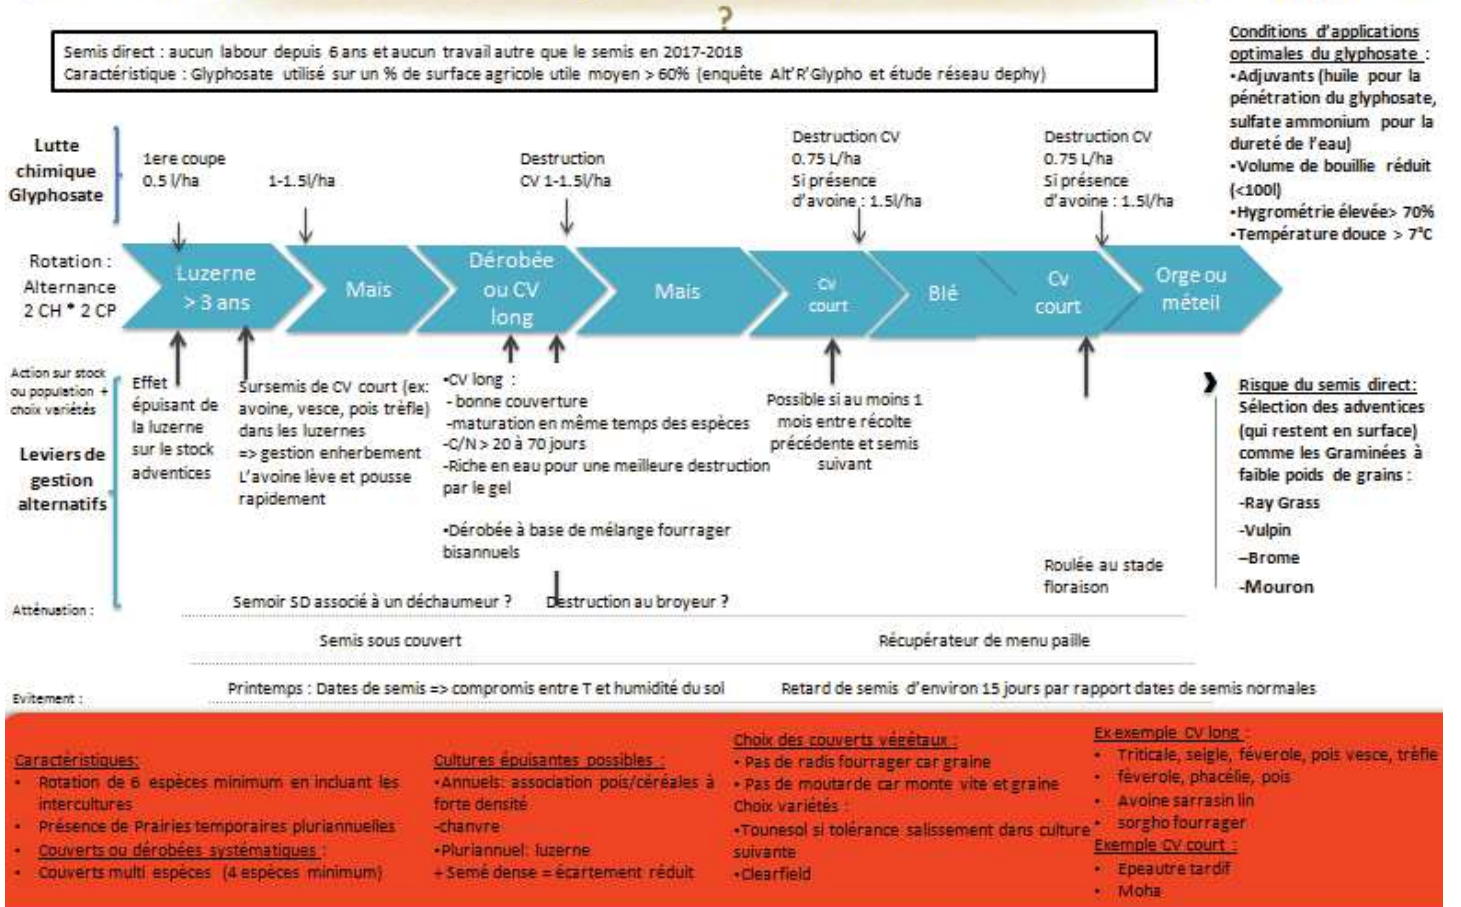 ?
Semis direct : aucun labour depuis 6 ans et aucun travail autre que le semis en 2017-2018
Caractéristique : Glyphosate utilisé sur un % de surface agricole utile moyen > 60% (enquête Alt'R'Glypho et étude réseau dephy)
Conditions d'applications
optimales du glyphosate :
•Adjuvants (huile pour la
pénétration du glyphosate,
sulfate ammonium pour la
dureté de l'eau)
•Volume de bouillie réduit
(<100l)
•Hygrométrie élevée> 70%
•Température douce > 7°C
Lutte
chimique
Glyphosate
1ere coupe
0.5 l/ha
1-1.5l/ha
Destruction
CV 1-1.5l/ha
Destruction CV
0.75 L/ha
Si présence
d'avoine : 1.5l/ha
Destruction CV
0.75 L/ha
Si présence
d'avoine : 1.5l/ha
Rotation :
Alternance
2 CH * 2 CP
Luzerne
> 3 ans
Mais
Dérobée
ou CV
long
Mais
Cv
court
Blé
Cv
court
Orge ou
méteil
Action sur stock
ou population +
choix variétés
Leviers de
gestion
alternatifs
Effet
épuisant de
la luzerne
sur le stock
adventices
Sursemis de CV court (ex:
avoine, vesce, pois trèfle)
dans les luzernes
=> gestion enherbement
L'avoine lève et pousse
rapidement
•CV long :
- bonne couverture
-maturation en même temps des espèces
-C/N > 20 à 70 jours
-Riche en eau pour une meilleure destruction
par le gel
•Dérobée à base de mélange fourrager
bisannuels
Possible si au moins 1
mois entre récolte
précédente et semis
suivant
Roulée au stade
floraison
Risque du semis direct:
Sélection des adventices
(qui restent en surface)
comme les Graminées à
faible poids de grains :
-Ray Grass
-Vulpin
–Brome
-Mouron
Atténuation :
Semoir SD associé à un déchaumeur ?
Destruction au broyeur ?
Semis sous couvert
Récupérateur de menu paille
Evitement :
Printemps : Dates de semis => compromis entre T et humidité du sol
Retard de semis d'environ 15 jours par rapport dates de semis normales
Caractéristiques:
• Rotation de 6 espèces minimum en incluant les
intercultures
• Présence de Prairies temporaires pluriannuelles
• Couverts ou dérobées systématiques :
• Couverts multi espèces (4 espèces minimum)
Cultures épuisantes possibles :
•Annuels: association pois/céréales à
forte densité
-chanvre
•Pluriannuel: luzerne
+ Semé dense = écartement réduit
Choix des couverts végétaux :
• Pas de radis fourrager car graine
• Pas de moutarde car monte vite et graine
Choix variétés :
•Tounesol si tolérance salissement dans culture
suivante
•Clearfield
Ex exemple CV long :
• Triticale, seigle, féverole, pois vesce, trèfle
• féverole, phacélie, pois
• Avoine sarrasin lin
• sorgho fourrager
Exemple CV court :
• Epeautre tardif
• Moha